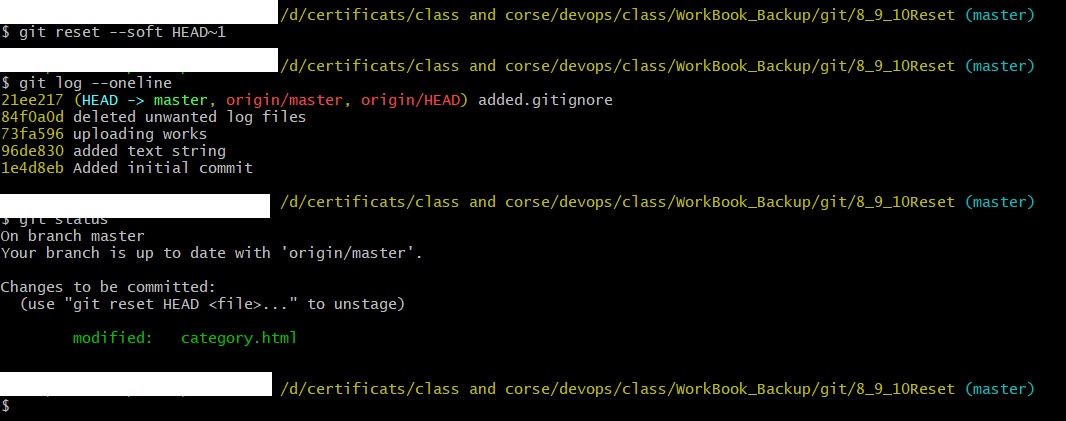 /d/certificats/class and corse/devops/class/WorkBook_Backup/git/8_9_10Reset (master)
$ git reset --soft HEAD~1
/d/certificats/class and corse/devops/class/WorkBook_Backup/git/8_9_10Reset (master)
$ git log --oneline
21ee217 (HEAD -> master, origin/master, origin/HEAD) added.gitignore
84f0a0d deleted unwanted log files
73fa596 uploading works
96de830 added text string
1e4d8eb Added initial commit
/d/certificats/class and corse/devops/class/WorkBook_Backup/git/8_9_10Reset (master)
$ git status
On branch master
Your branch is up to date with 'origin/master'.
Changes to be committed:
(use "git reset HEAD <file>..." to unstage)
modified: category.html
/d/certificats/class and corse/devops/class/WorkBook_Backup/git/8_9_10Reset (master)
$